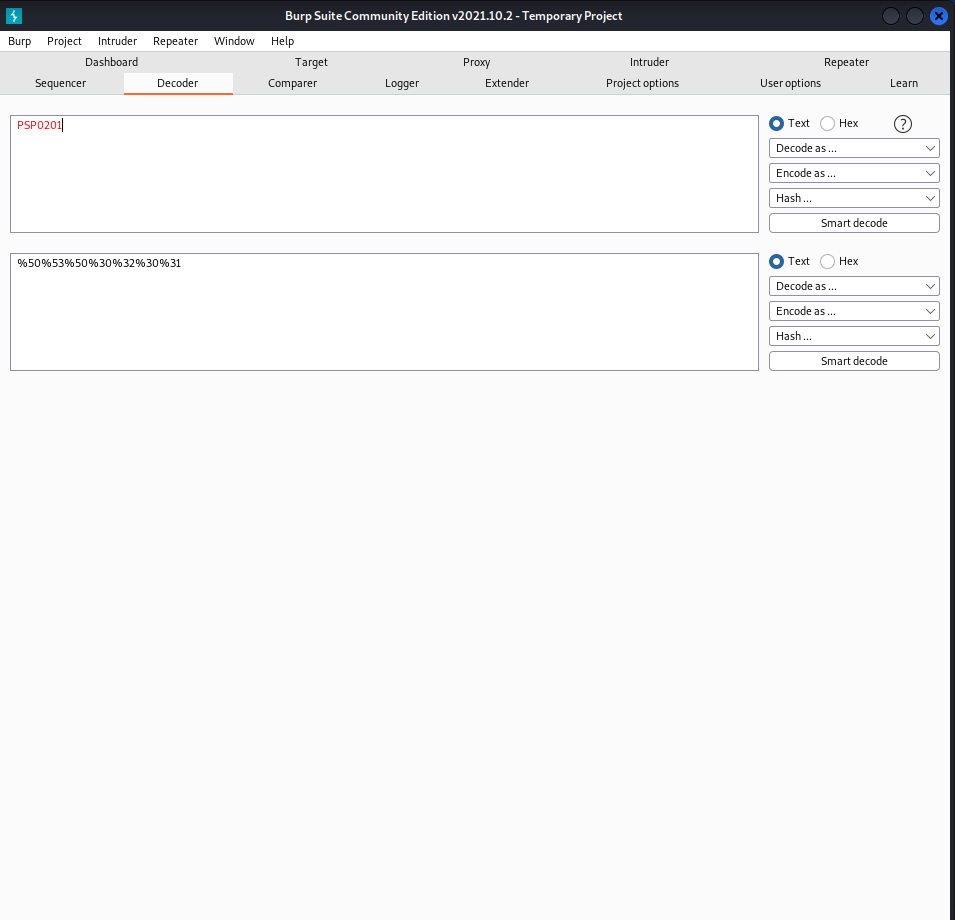 Burp Suite Community Edition v2021.10.2 - Temporary Project
Burp Project Intruder Repeater Window Help
Dashboard Target Proxy Intruder Repeater
Sequencer Decoder Comparer Logger Extender Project options User options Learn
PSP0201
Text Hex ?
Decode as ...
Encode as ...
Hash ...
Smart decode
%50%53%50%30%32%30%31
Text Hex
Decode as ...
Encode as ...
Hash ...
Smart decode